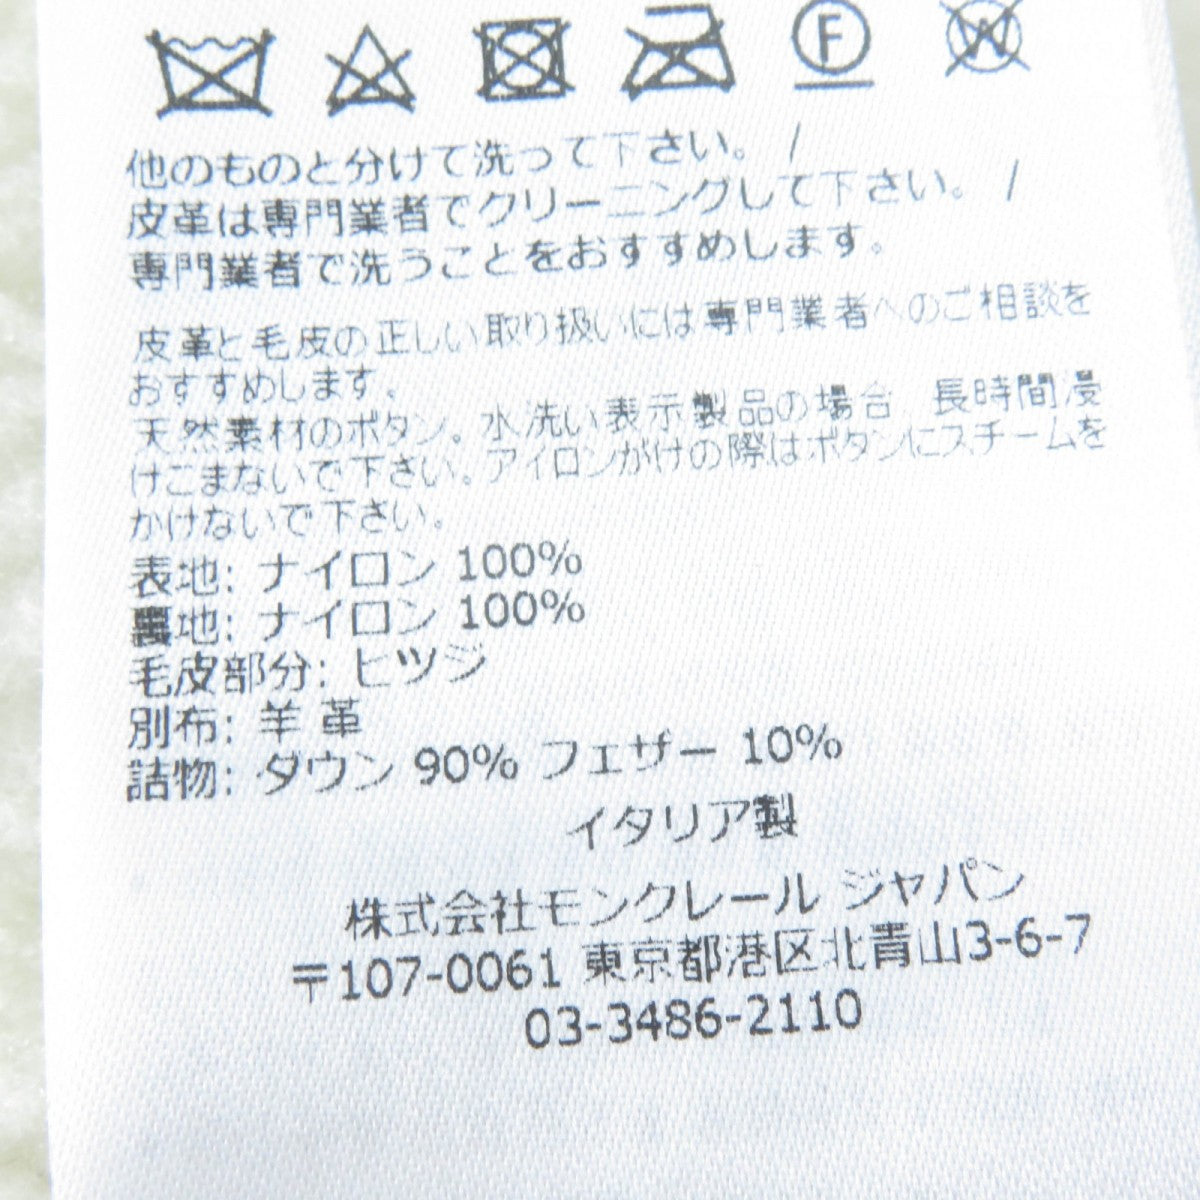 F W
他のものと分けて洗って下さい。 /
皮革は専門業者でクリーニングして下さい。 /
専門業者で洗うことをおすすめします。
皮革と毛皮の正しい取り扱いには専門業者へのご相談を
おすすめします。
天然素材のボタン。水洗い表示製品の場合 長時間浸
けこまないで下さい。アイロンがけの際はボタンにスチームを
かけないで下さい。
表地: ナイロン 100%
裏地: ナイロン 100%
毛皮部分: ヒツジ
別布: 羊 革
詰物: ダウン 90% フェザー 10%
イタリア製
株式会社モンクレール ジャパン
〒107-0061 東京都港区北青山3-6-7
03-3486-2110